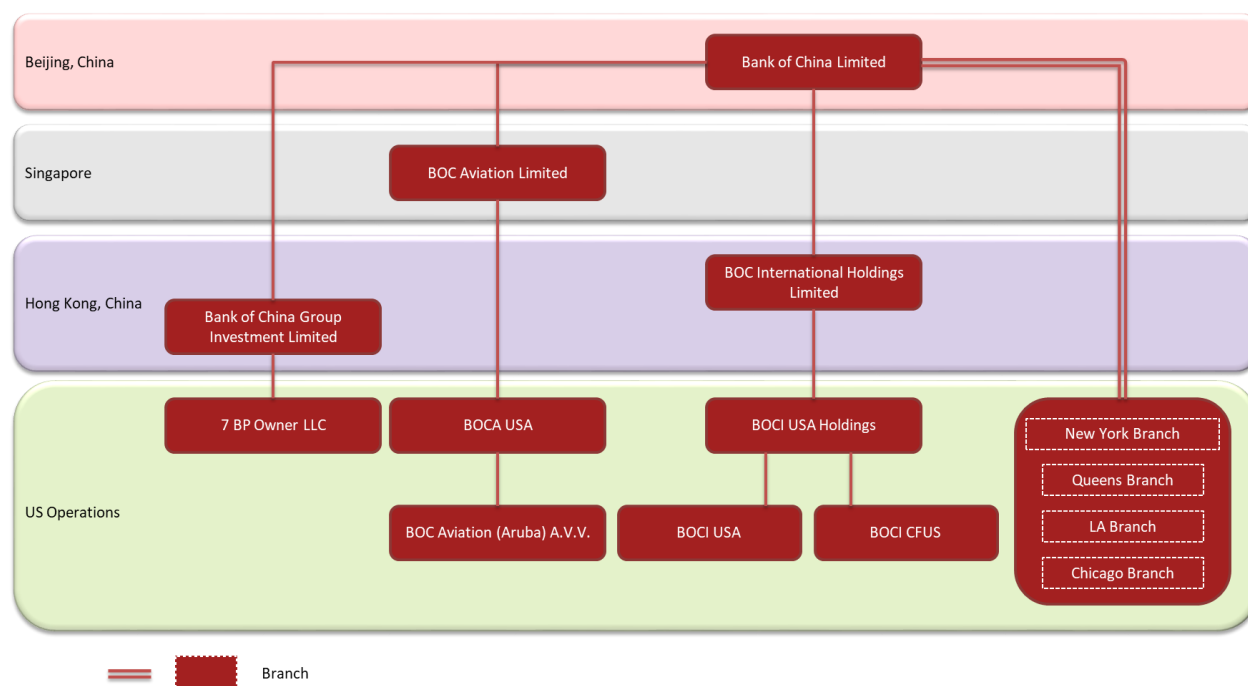 Beijing, China
Bank of China Limited
Singapore
BOC Aviation Limited
Hong Kong, China
BOC International Holdings
Limited
Bank of China Group
Investment Limited
US Operations
7 BP Owner LLC
BOCA USA
BOCI USA Holdings
New York Branch
Queens Branch
LA Branch
Chicago Branch
BOC Aviation (Aruba) A.V.V.
BOCI USA
BOCI CFUS
Branch